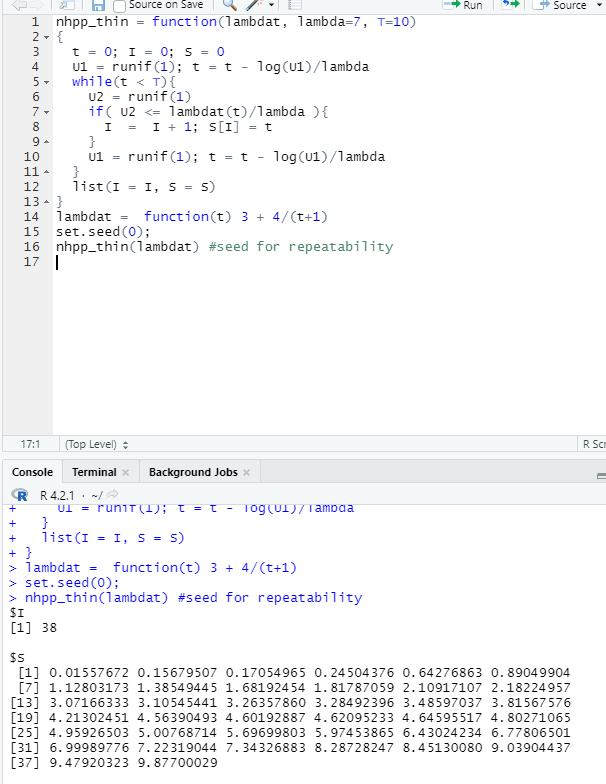 Source on Save Run Source
1 nhpp_thin = function(lambdat, lambda=7, T=10)
2 {
3 t = 0; I = 0; S = 0
4 U1 = runif(1); t = t - log(U1)/lambda
5 while(t < T){
6 U2 = runif(1)
7 if( U2 <= lambdat(t)/lambda ){
8 I = I + 1; S[I] = t
9 }
10 U1 = runif(1); t = t - log(U1)/lambda
11 }
12 list(I = I, S = S)
13 }
14 lambdat = function(t) 3 + 4/(t+1)
15 set.seed(0);
16 nhpp_thin(lambdat) #seed for repeatability
17
17:1 (Top Level) R Scr
Console Terminal Background Jobs
R R 4.2.1 · ~/
+ U1 = runif(1); t = t - log(U1)/lambda
+ }
+ list(I = I, S = S)
+ }
> lambdat = function(t) 3 + 4/(t+1)
> set.seed(0);
> nhpp_thin(lambdat) #seed for repeatability
$I
[1] 38
$S
[1] 0.01557672 0.15679507 0.17054965 0.24504376 0.64276863 0.89049904
[7] 1.12803173 1.38549445 1.68192454 1.81787059 2.10917107 2.18224957
[13] 3.07166333 3.10545441 3.26357860 3.28492396 3.48597037 3.81567576
[19] 4.21302451 4.56390493 4.60192887 4.62095233 4.64595517 4.80271065
[25] 4.95926503 5.00768714 5.69699803 5.97453865 6.43024234 6.77806501
[31] 6.99989776 7.22319044 7.34326883 8.28728247 8.45130080 9.03904437
[37] 9.47920323 9.87700029